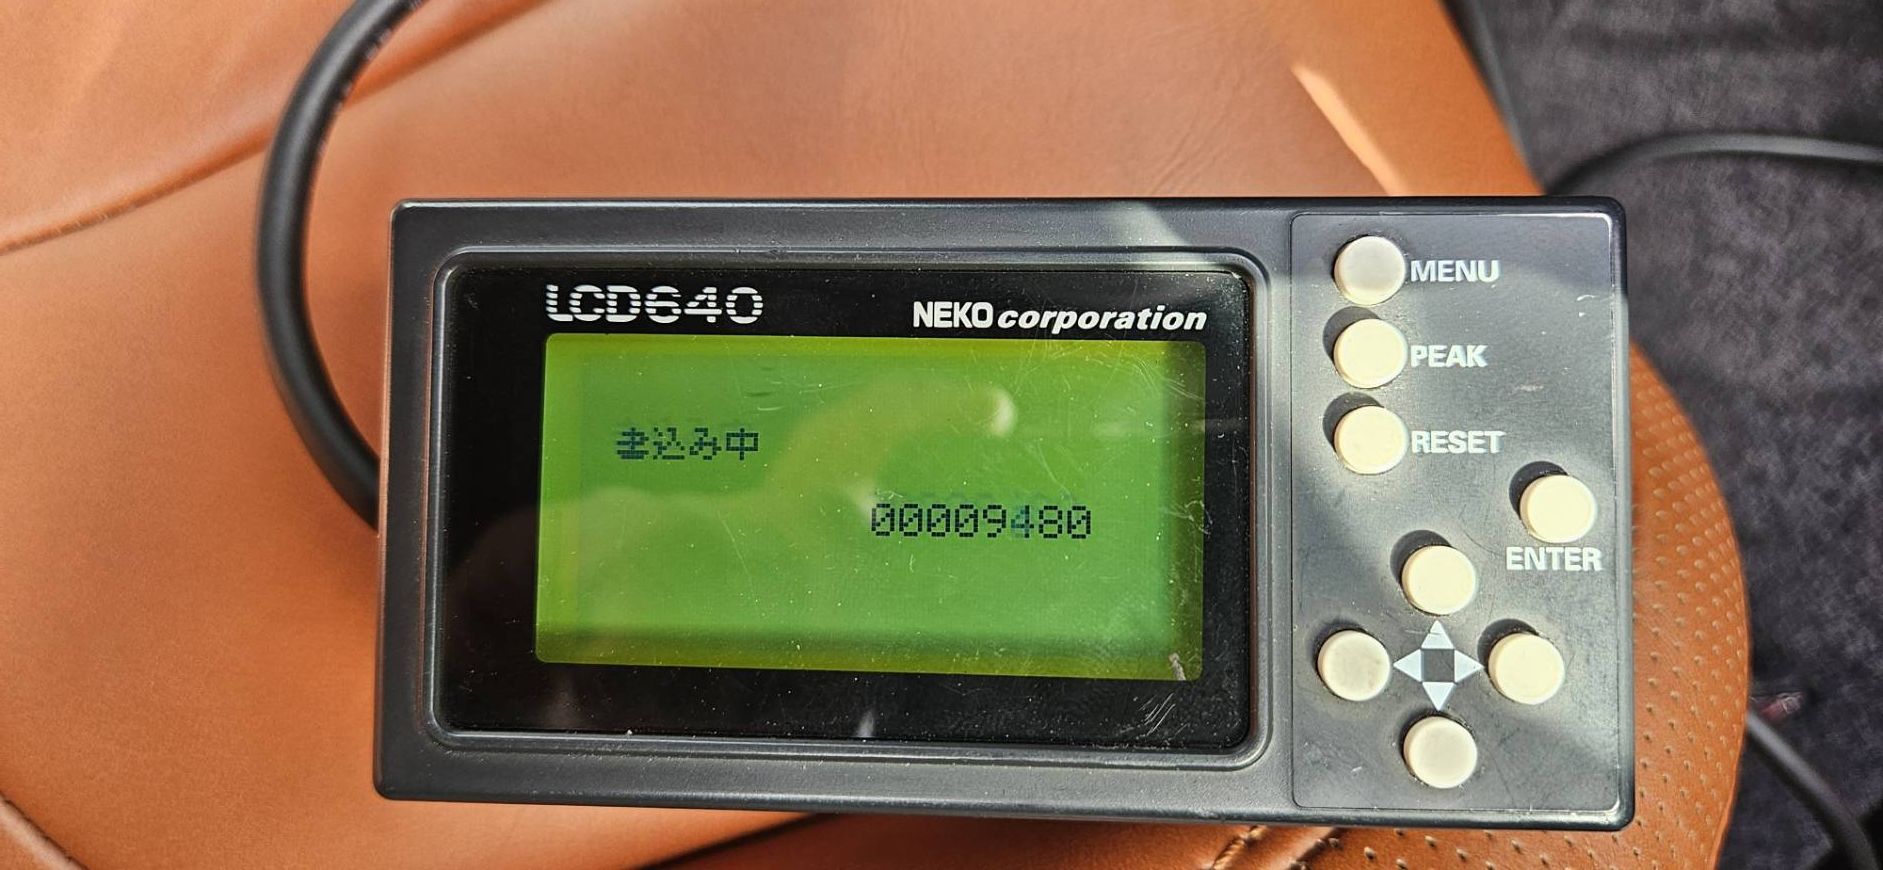 LCD640
NEKO corporation
書込み中
00009480
MENU
PEAK
RESET
ENTER